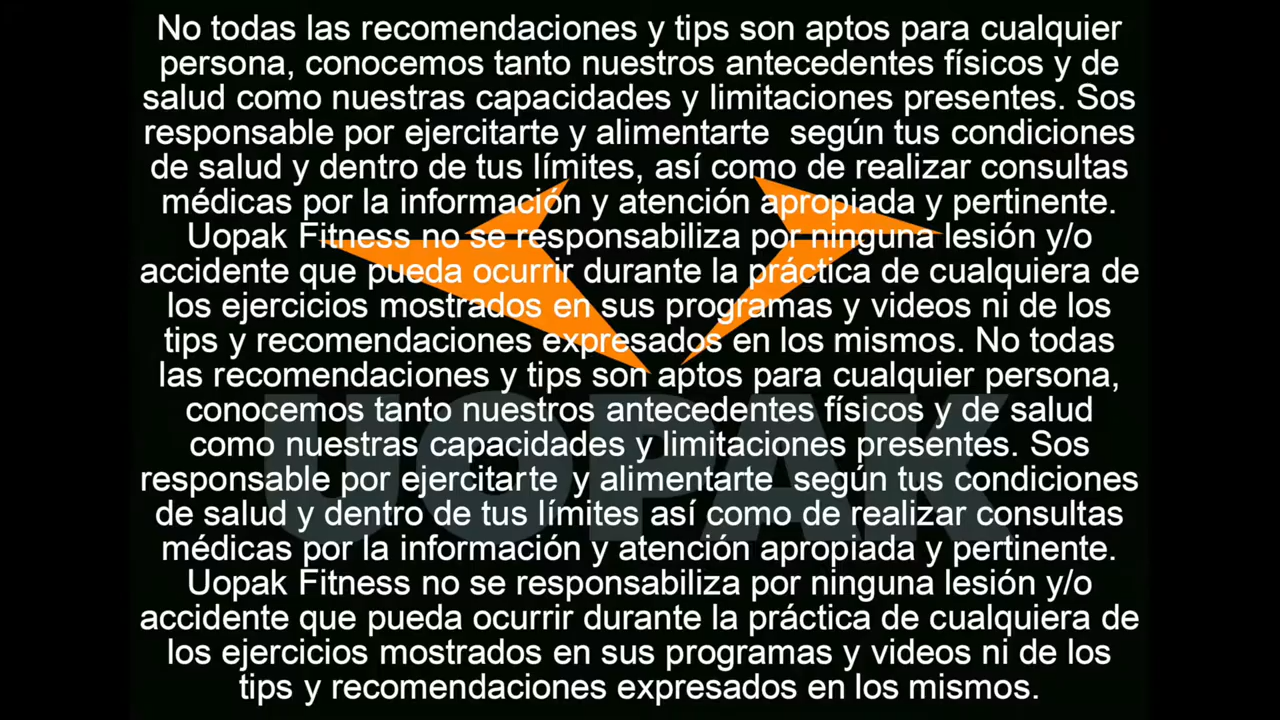 No todas las recomendaciones y tips son aptos para cualquier
persona, conocemos tanto nuestros antecedentes físicos y de
salud como nuestras capacidades y limitaciones presentes. Sos
responsable por ejercitarte y alimentarte  según tus condiciones
de salud y dentro de tus límites, así como de realizar consultas
médicas por la información y atención apropiada y pertinente.
Uopak Fitness no se responsabiliza por ninguna lesión y/o
accidente que pueda ocurrir durante la práctica de cualquiera de
los ejercicios mostrados en sus programas y videos ni de los
tips y recomendaciones expresados en los mismos. No todas
las recomendaciones y tips son aptos para cualquier persona,
conocemos tanto nuestros antecedentes físicos y de salud
como nuestras capacidades y limitaciones presentes. Sos
responsable por ejercitarte y alimentarte  según tus condiciones
de salud y dentro de tus límites así como de realizar consultas
médicas por la información y atención apropiada y pertinente.
Uopak Fitness no se responsabiliza por ninguna lesión y/o
accidente que pueda ocurrir durante la práctica de cualquiera de
los ejercicios mostrados en sus programas y videos ni de los
tips y recomendaciones expresados en los mismos.
UOPAK